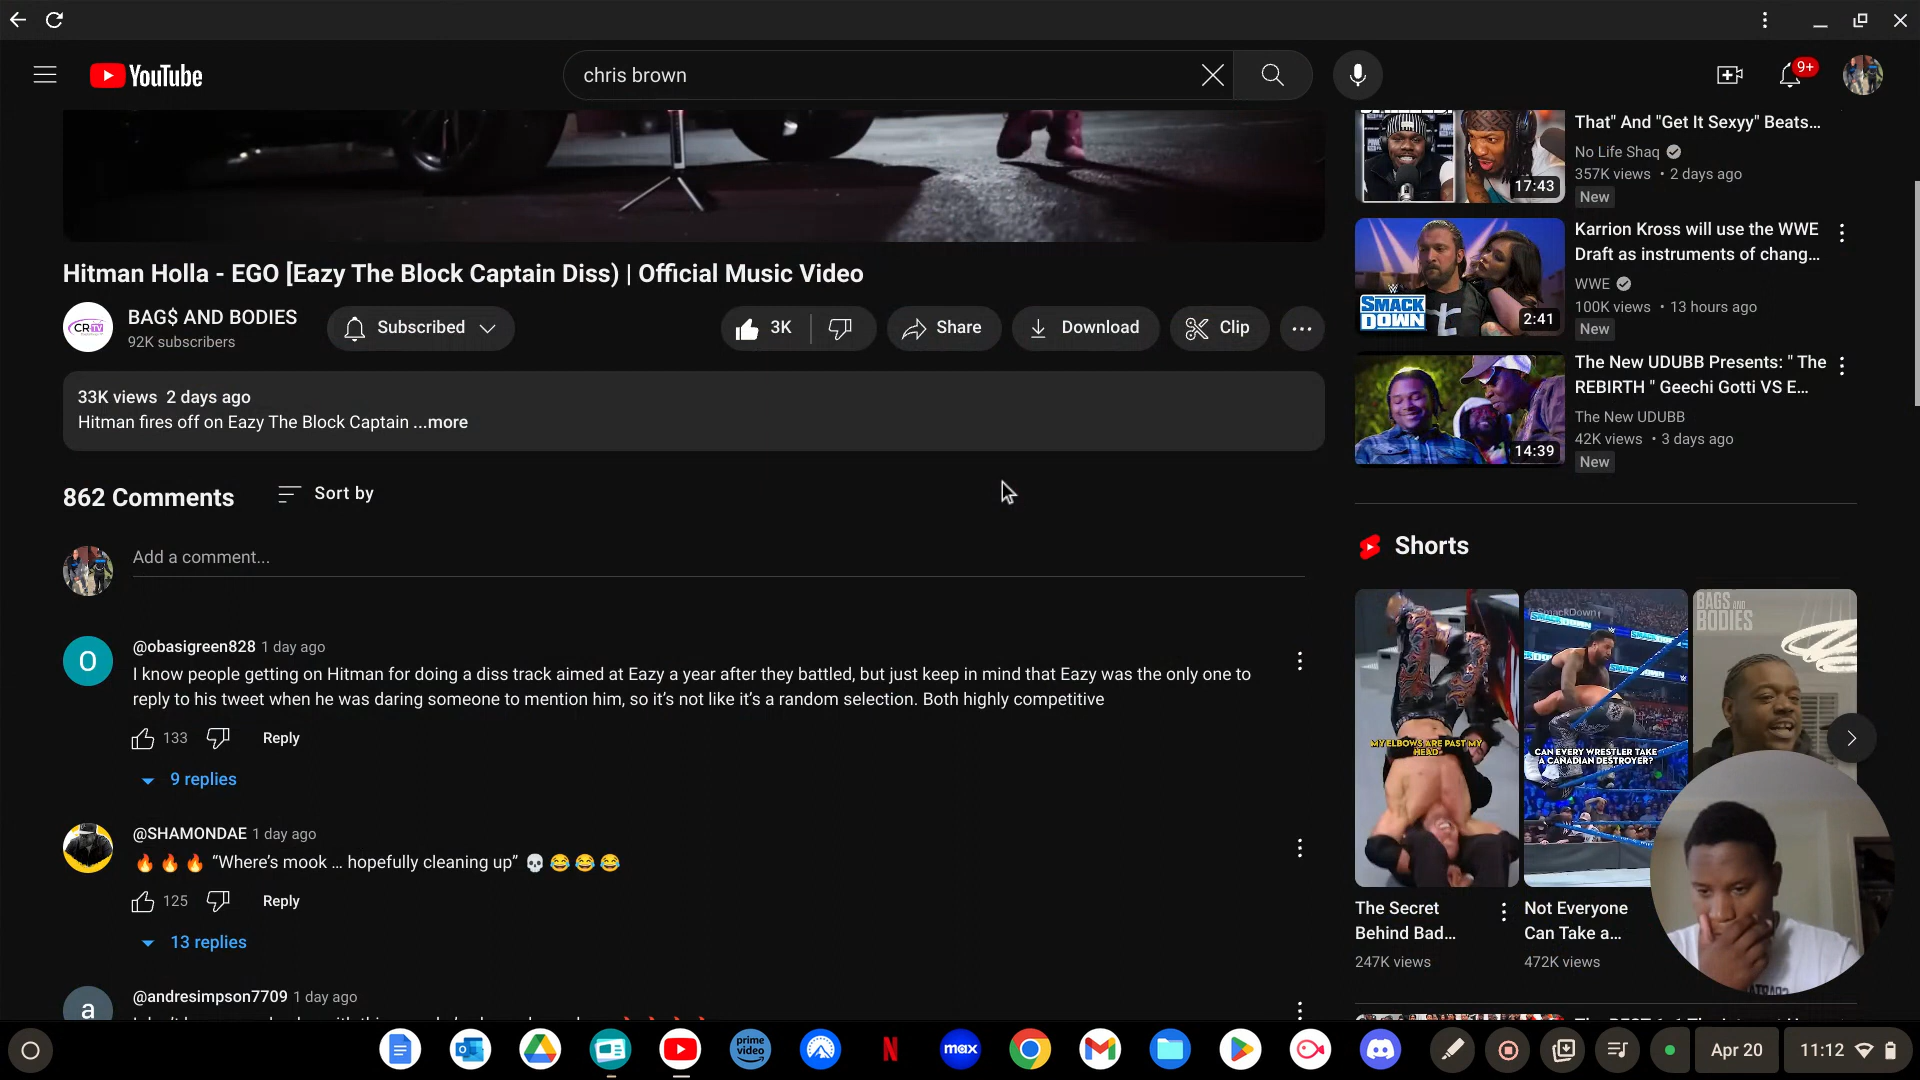 YouTube
chris brown
9+
That" And "Get It Sexyy" Beats...
No Life Shaq
357K views • 2 days ago
New
17:43
Karrion Kross will use the WWE
Draft as instruments of chang...
WWE
100K views • 13 hours ago
New
SMACK
DOWN
2:41
The New UDUBB Presents: " The
REBIRTH " Geechi Gotti VS E...
The New UDUBB
42K views • 3 days ago
New
14:39
Hitman Holla - EGO [Eazy The Block Captain Diss) | Official Music Video
CRTV
BAG$ AND BODIES
92K subscribers
Subscribed
3K
Share
Download
Clip
33K views 2 days ago
Hitman fires off on Eazy The Block Captain ...more
862 Comments
Sort by
Add a comment...
O
@obasigreen828 1 day ago
I know people getting on Hitman for doing a diss track aimed at Eazy a year after they battled, but just keep in mind that Eazy was the only one to
reply to his tweet when he was daring someone to mention him, so it's not like it's a random selection. Both highly competitive
133
Reply
9 replies
@SHAMONDAE 1 day ago
🔥 🔥 🔥 “Where’s mook … hopefully cleaning up” 💀 😂 😂 😂
125
Reply
13 replies
a
@andresimpson7709 1 day ago
Shorts
MY ELBOWS ARE PAST MY
HEAD
SmackDown
CAN EVERY WRESTLER TAKE
A CANADIAN DESTROYER?
BAGS AND
BODIES
The Secret
Behind Bad...
247K views
Not Everyone
Can Take a...
472K views
prime
video
N
max
Apr 20
11:12